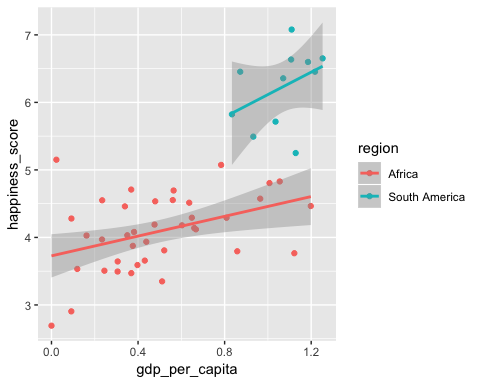 7
6
5
4
3
happiness_score
0.0 0.4 0.8 1.2
gdp_per_capita
region
Africa
South America